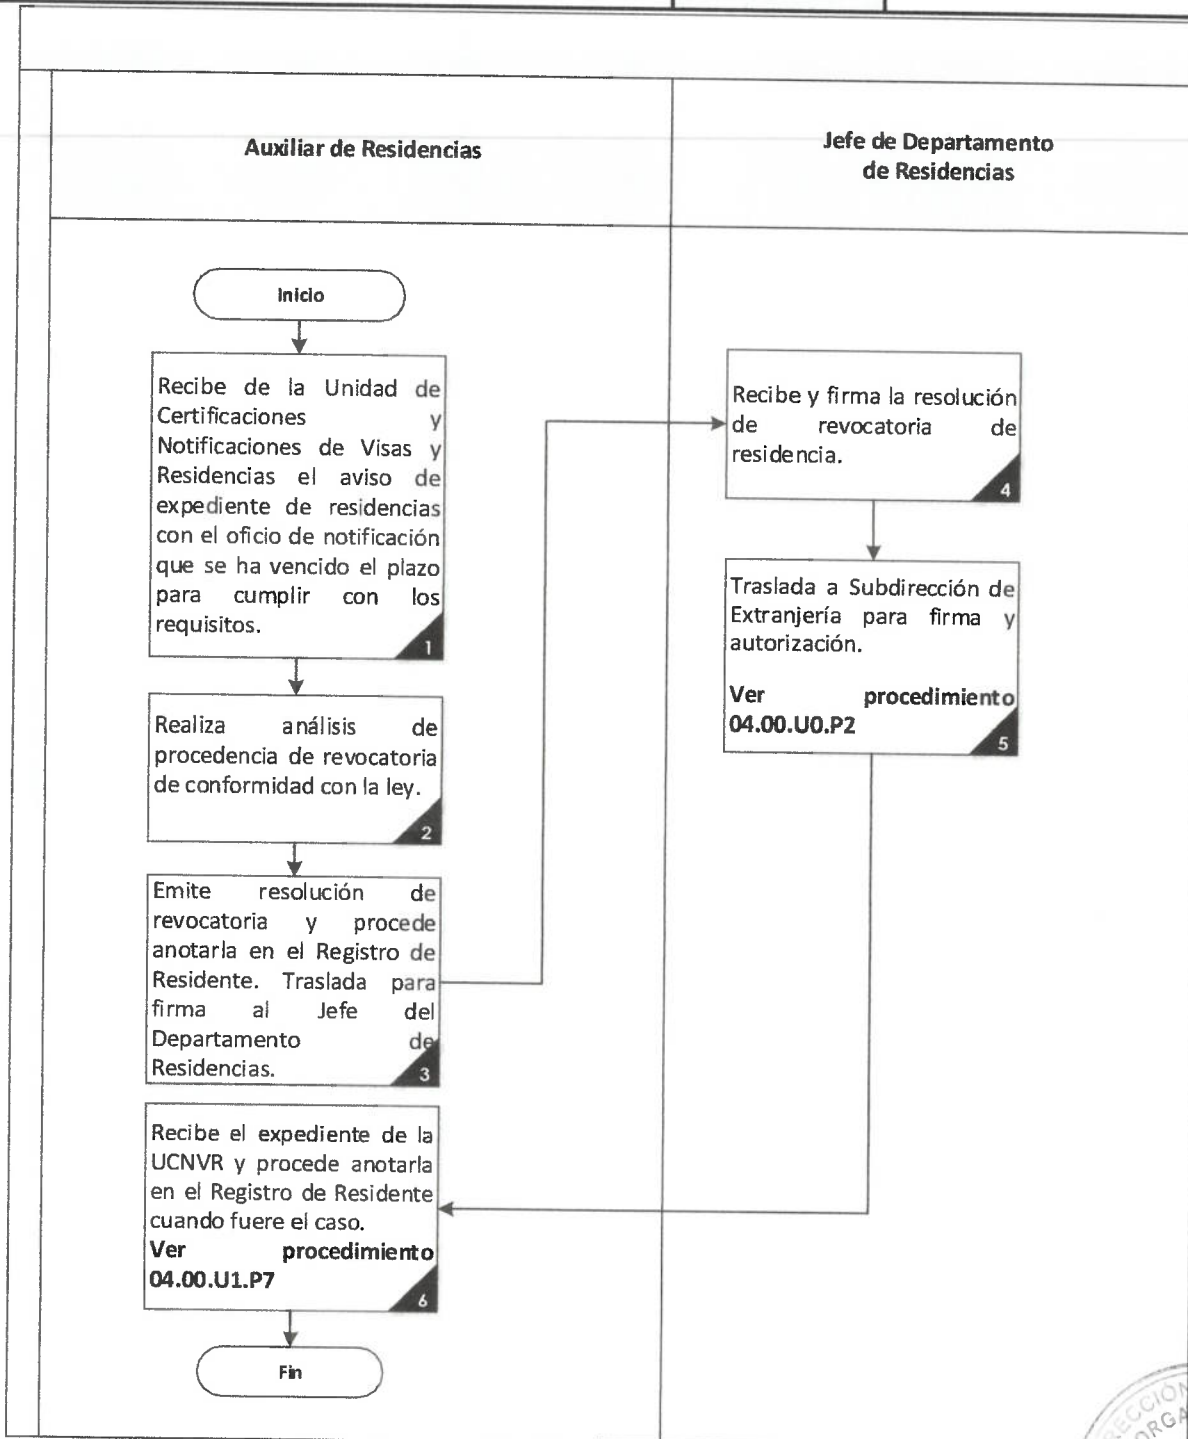 Auxiliar de Residencias
Jefe de Departamento
de Residencias
Inicio
Recibe de la Unidad de
Certificaciones y
Notificaciones de Visas y
Residencias el aviso de
expediente de residencias
con el oficio de notificación
que se ha vencido el plazo
para cumplir con los
requisitos.
1
Realiza análisis de
procedencia de revocatoria
de conformidad con la ley.
2
Emite resolución de
revocatoria y procede
anotarla en el Registro de
Residente. Traslada para
firma al Jefe del
Departamento de
Residencias.
3
Recibe y firma la resolución
de revocatoria de
residencia.
4
Traslada a Subdirección de
Extranjería para firma y
autorización.
Ver procedimiento
04.00.U0.P2
5
Recibe el expediente de la
UCNVR y procede anotarla
en el Registro de Residente
cuando fuere el caso.
Ver procedimiento
04.00.U1.P7
6
Fin